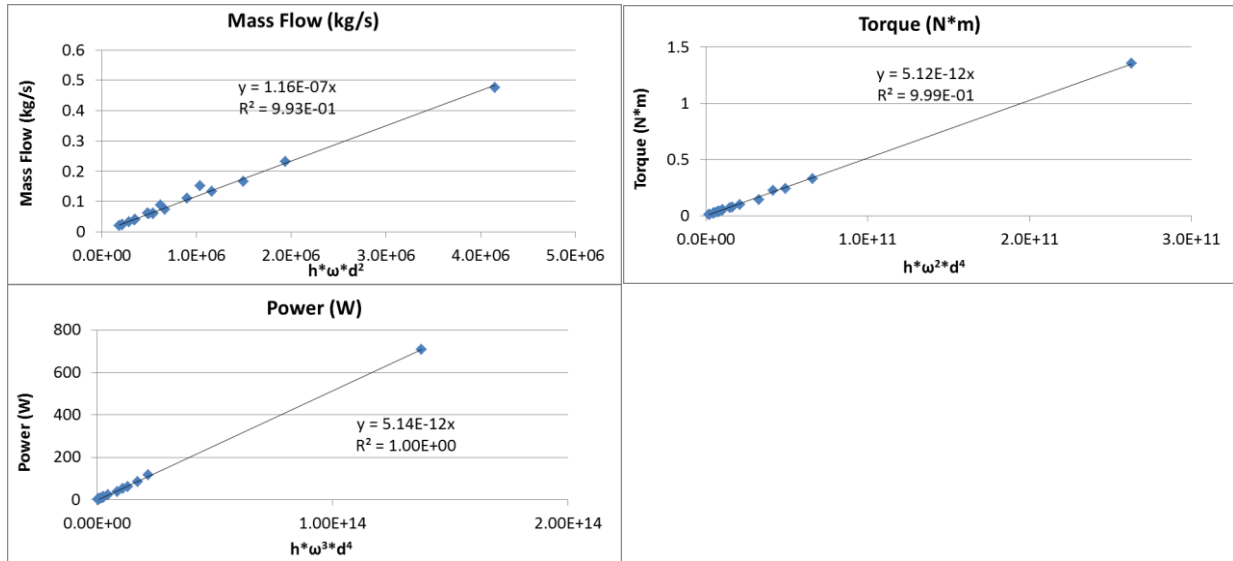 Mass Flow (kg/s)
Mass Flow (kg/s)
0.6
0.5
0.4
0.3
0.2
0.1
0
y = 1.16E-07x
R² = 9.93E-01
0.0E+00 1.0E+06 2.0E+06 3.0E+06 4.0E+06 5.0E+06
h*ω*d²
Torque (N*m)
Torque (N*m)
1.5
1
0.5
0
y = 5.12E-12x
R² = 9.99E-01
0.0E+00 1.0E+11 2.0E+11 3.0E+11
h*ω²*d⁴
Power (W)
Power (W)
800
600
400
200
0
y = 5.14E-12x
R² = 1.00E+00
0.00E+00 1.00E+14 2.00E+14
h*ω³*d⁴